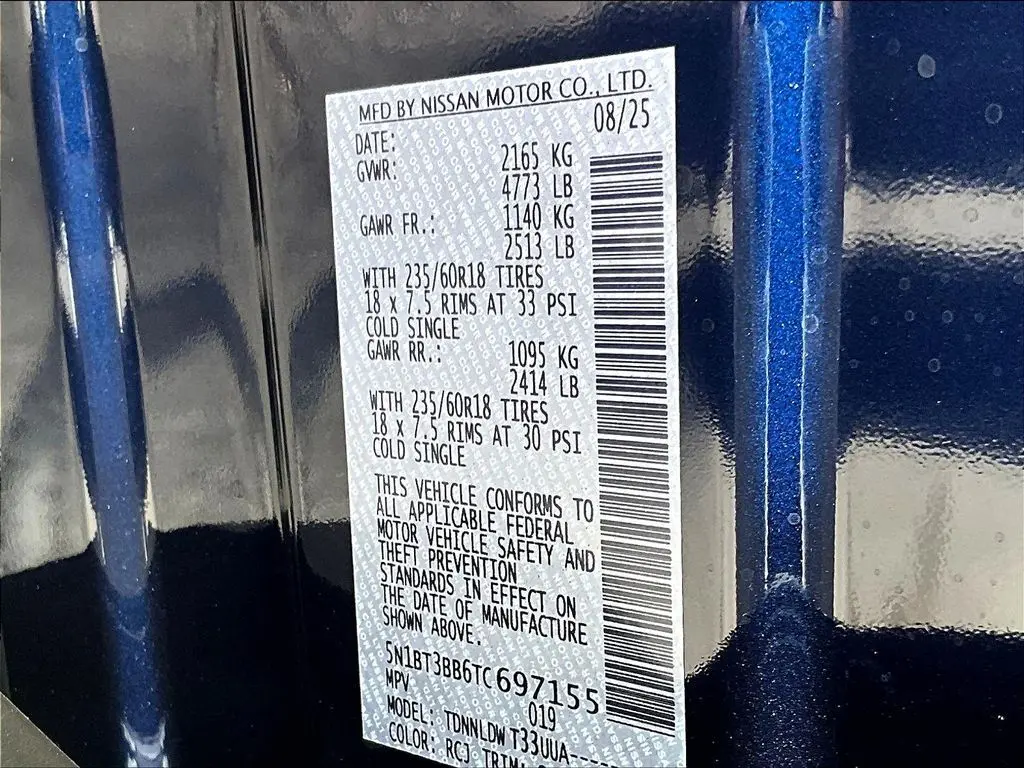 MFD BY NISSAN MOTOR CO., LTD.
DATE: 08/25
GVWR: 2165 KG
4773 LB
GAWR FR.: 1140 KG
2513 LB
WITH 235/60R18 TIRES
18 x 7.5 RIMS AT 33 PSI
COLD SINGLE
GAWR RR.: 1095 KG
2414 LB
WITH 235/60R18 TIRES
18 x 7.5 RIMS AT 30 PSI
COLD SINGLE
THIS VEHICLE CONFORMS TO
ALL APPLICABLE FEDERAL
MOTOR VEHICLE SAFETY AND
THEFT PREVENTION
STANDARDS IN EFFECT ON
THE DATE OF MANUFACTURE
SHOWN ABOVE.
5N1BT3BB6TC697155
MPV 019
MODEL: TDNNLDW T33UUA----
COLOR: RCJ TRIM: